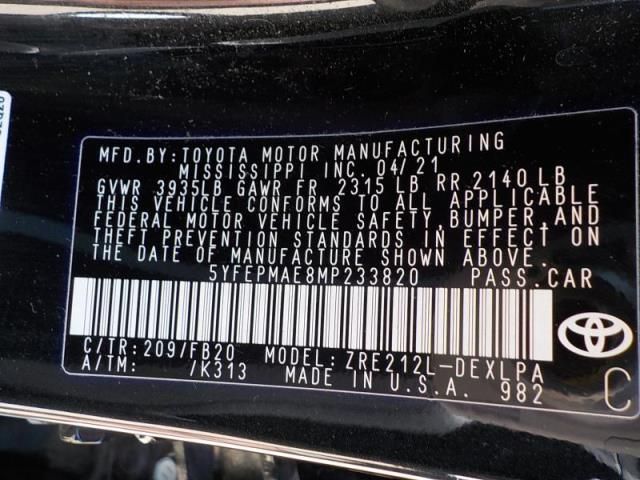 MFD.BY:TOYOTA MOTOR MANUFACTURING
MISSISSIPPI INC. 04/21
GVWR 3935LB GAWR FR 2315 LB RR 2140 LB
THIS VEHICLE CONFORMS TO ALL APPLICABLE
FEDERAL MOTOR VEHICLE SAFETY, BUMPER, AND
THEFT PREVENTION STANDARDS IN EFFECT ON
THE DATE OF MANUFACTURE SHOWN ABOVE.
5YFEPMAE8MP233820 PASS.CAR
C/TR:209/FB20 MODEL:ZRE212L-DEXLPA
A/TM: /K313 MADE IN U.S.A. 982
C